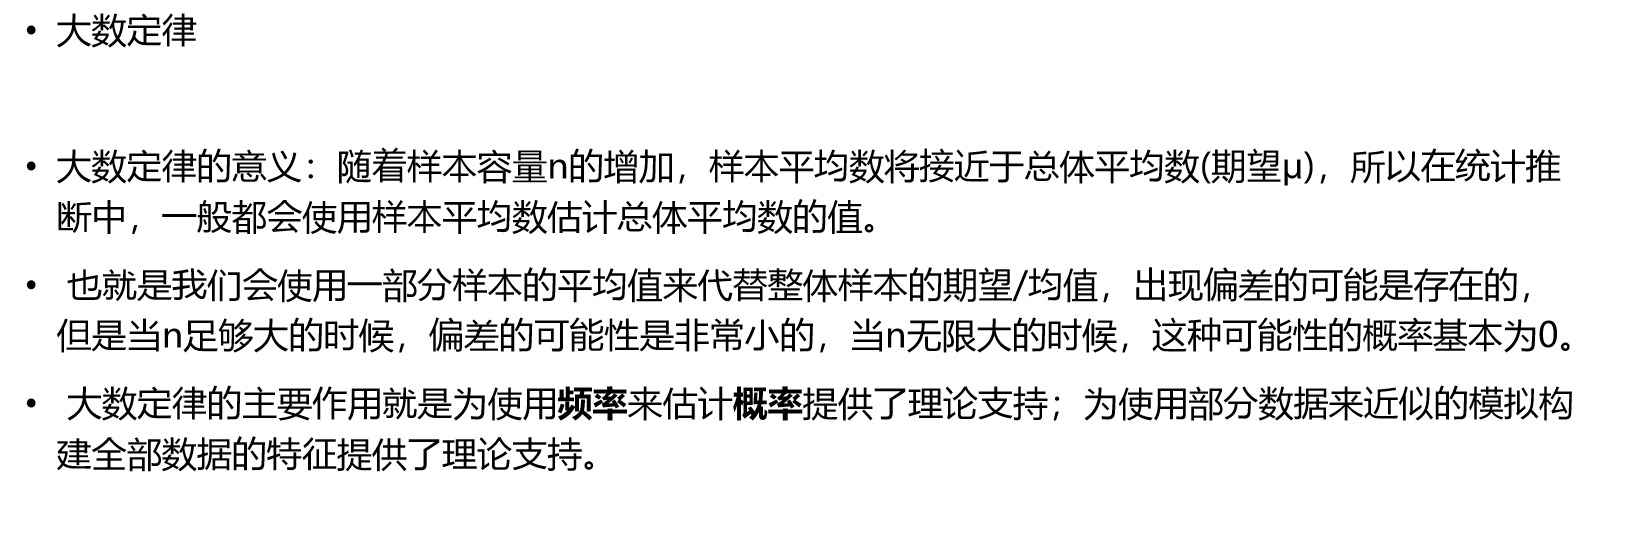 • 大数定律
• 大数定律的意义：随着样本容量n的增加，样本平均数将接近于总体平均数(期望μ)，所以在统计推
断中，一般都会使用样本平均数估计总体平均数的值。
• 也就是我们会使用一部分样本的平均值来代替整体样本的期望/均值，出现偏差的可能是存在的，
但是当n足够大的时候，偏差的可能性是非常小的，当n无限大的时候，这种可能性的概率基本为0。
• 大数定律的主要作用就是为使用频率来估计概率提供了理论支持；为使用部分数据来近似的模拟构
建全部数据的特征提供了理论支持。